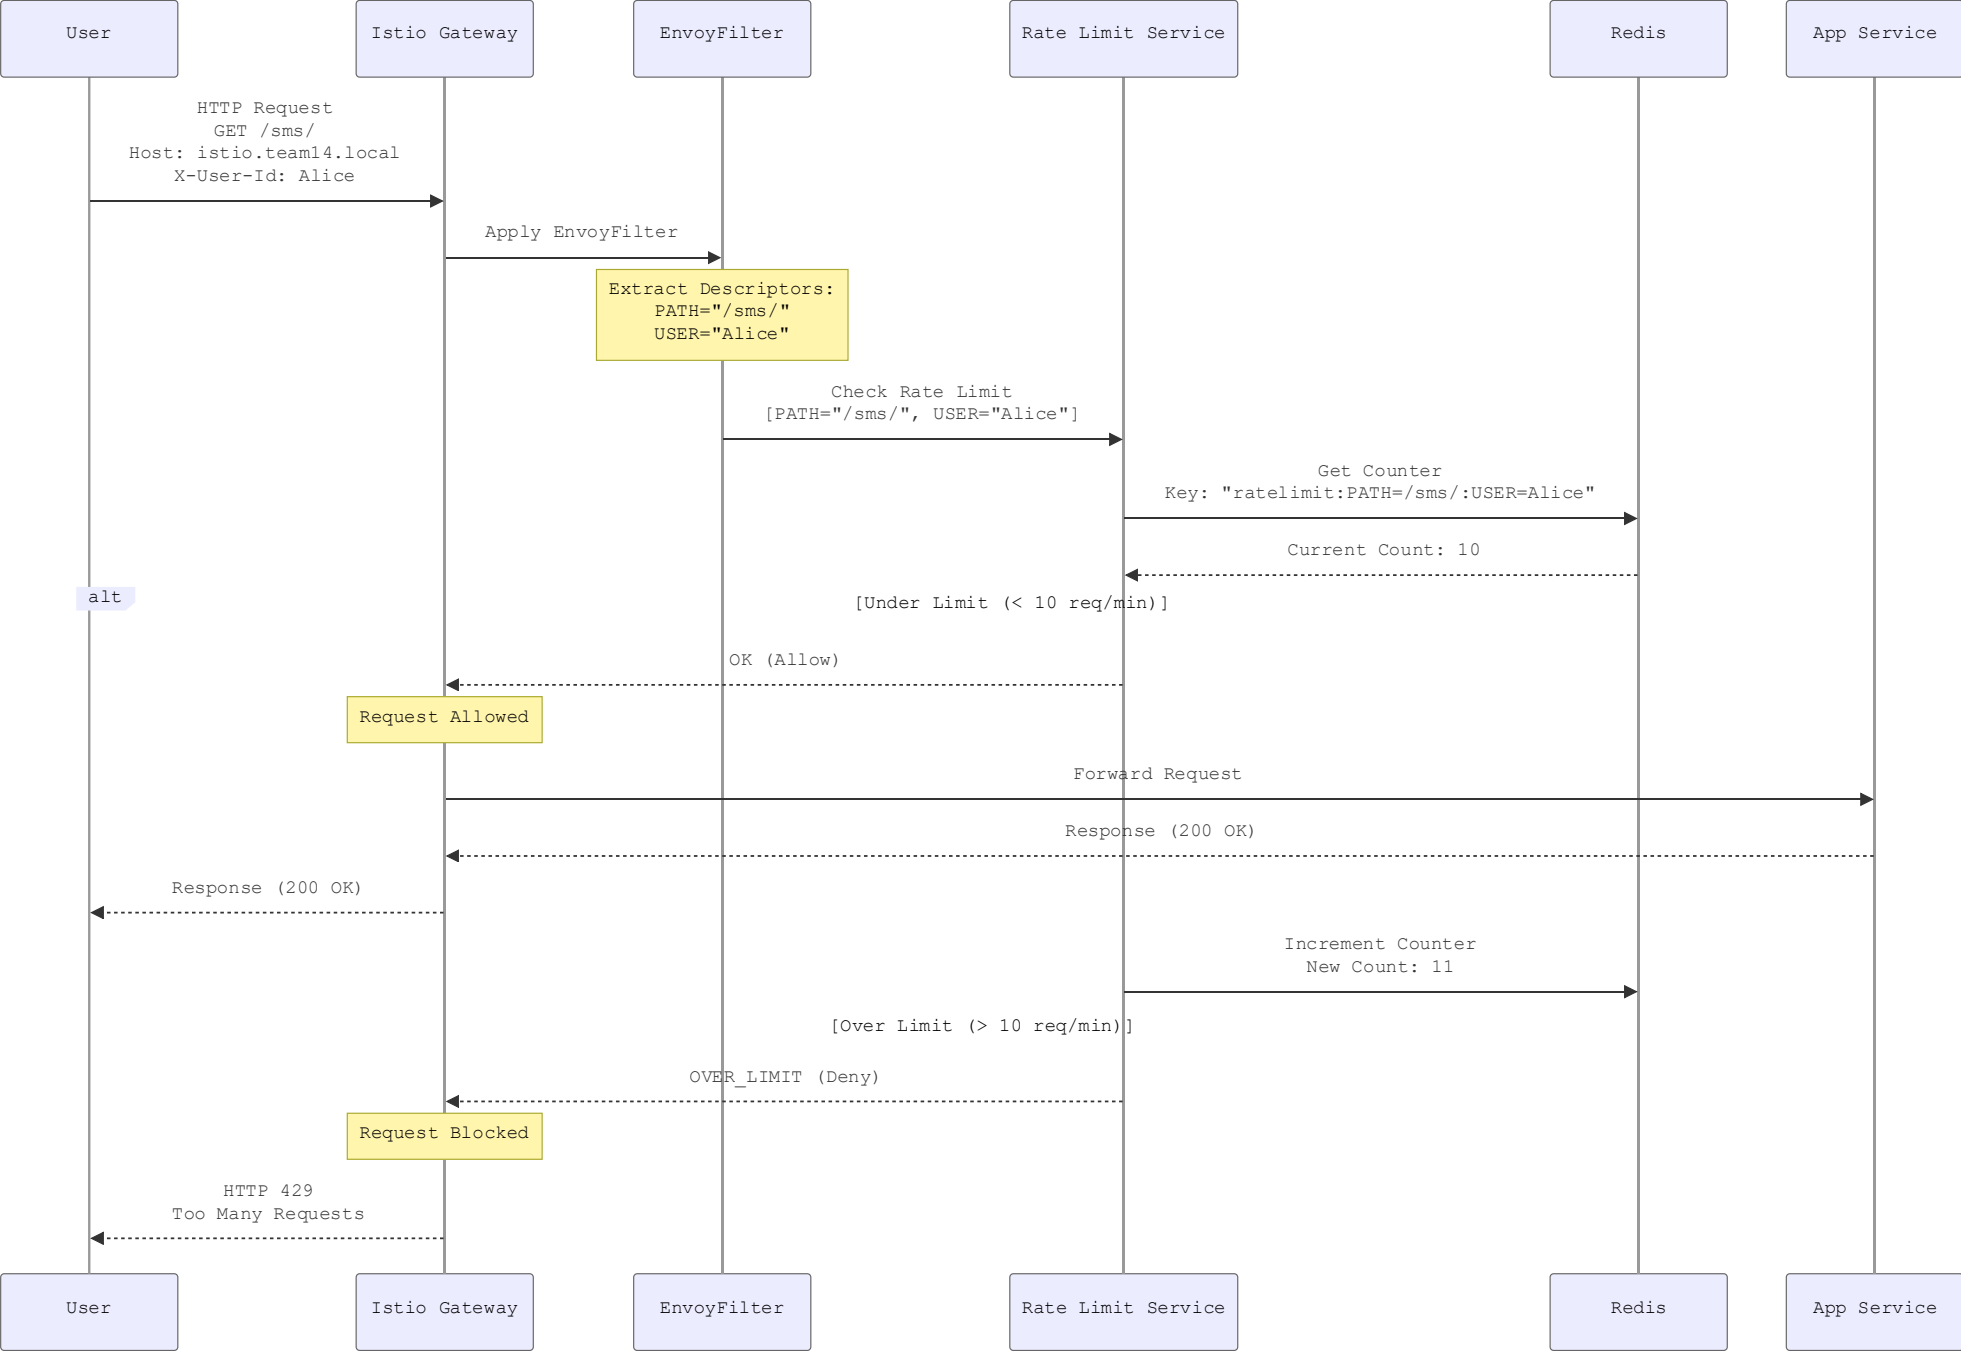 User
Istio Gateway
EnvoyFilter
Rate Limit Service
Redis
App Service
HTTP Request
GET /sms/
Host: istio.team14.local
X-User-Id: Alice
Apply EnvoyFilter
Extract Descriptors:
PATH="/sms/"
USER="Alice"
Check Rate Limit
[PATH="/sms/", USER="Alice"]
Get Counter
Key: "ratelimit:PATH=/sms/:USER=Alice"
Current Count: 10
alt
[Under Limit (< 10 req/min)]
OK (Allow)
Request Allowed
Forward Request
Response (200 OK)
Response (200 OK)
Increment Counter
New Count: 11
[Over Limit (> 10 req/min)]
OVER_LIMIT (Deny)
Request Blocked
HTTP 429
Too Many Requests
User
Istio Gateway
EnvoyFilter
Rate Limit Service
Redis
App Service